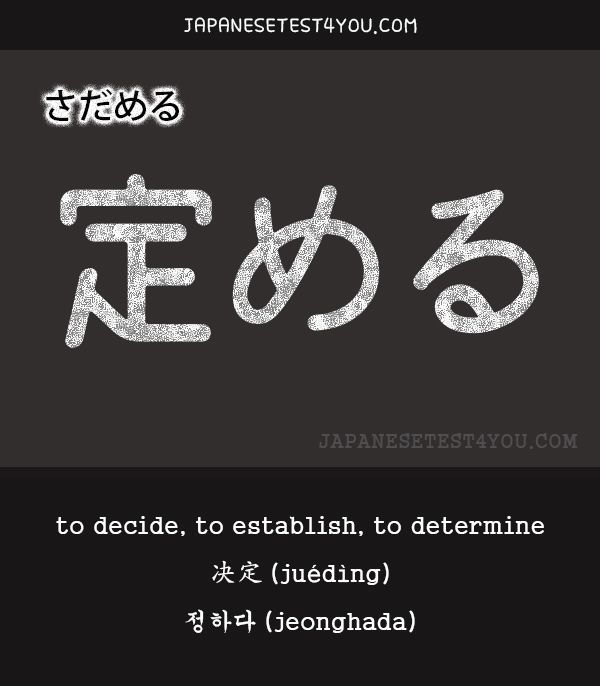 JAPANESETEST4YOU.COM
さだめる
定める
JAPANESETEST4YOU.COM
to decide, to establish, to determine
决定 (juédìng)
정하다 (jeonghada)